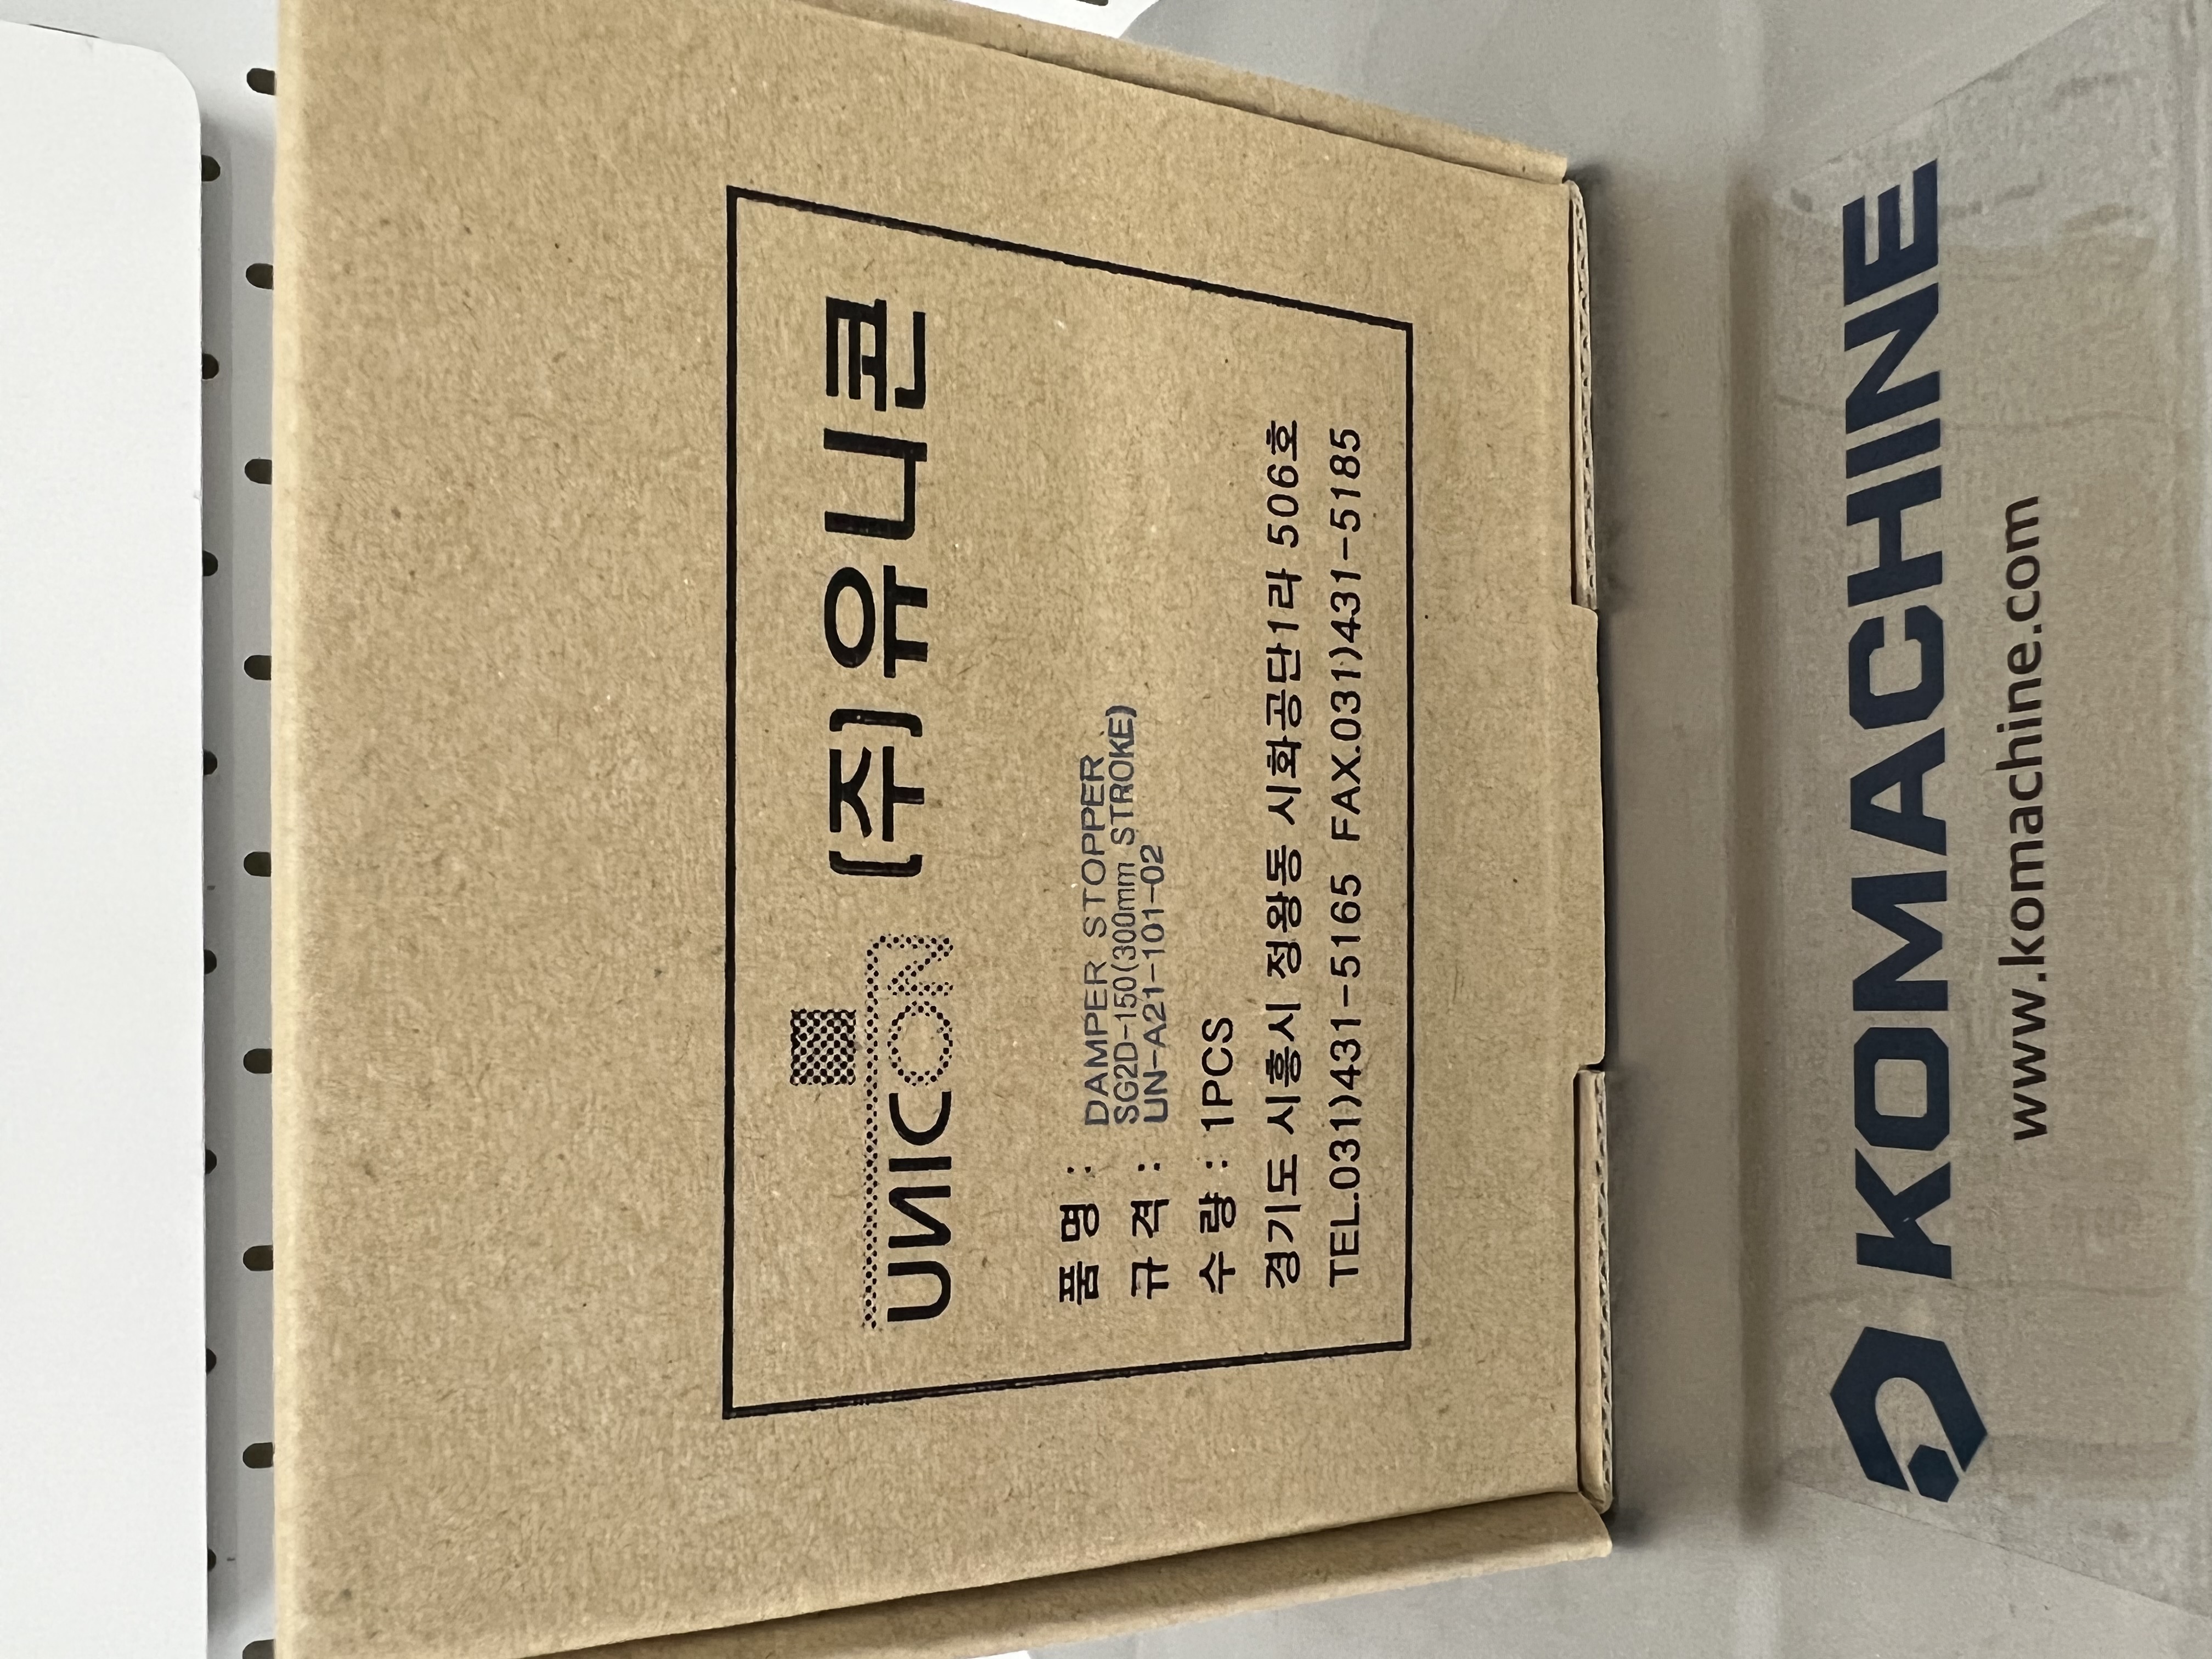 UNICON (주)유니콘
품 명 : DAMPER STOPPER
SG2D-150(300mm STROKE)
규 격 : UN-A21-101-02
수 량 : 1PCS
경기도 시흥시 정왕동 시화공단1라 506호
TEL.031)431-5165 FAX.031)431-5185
KOMACHINE
www.komachine.com